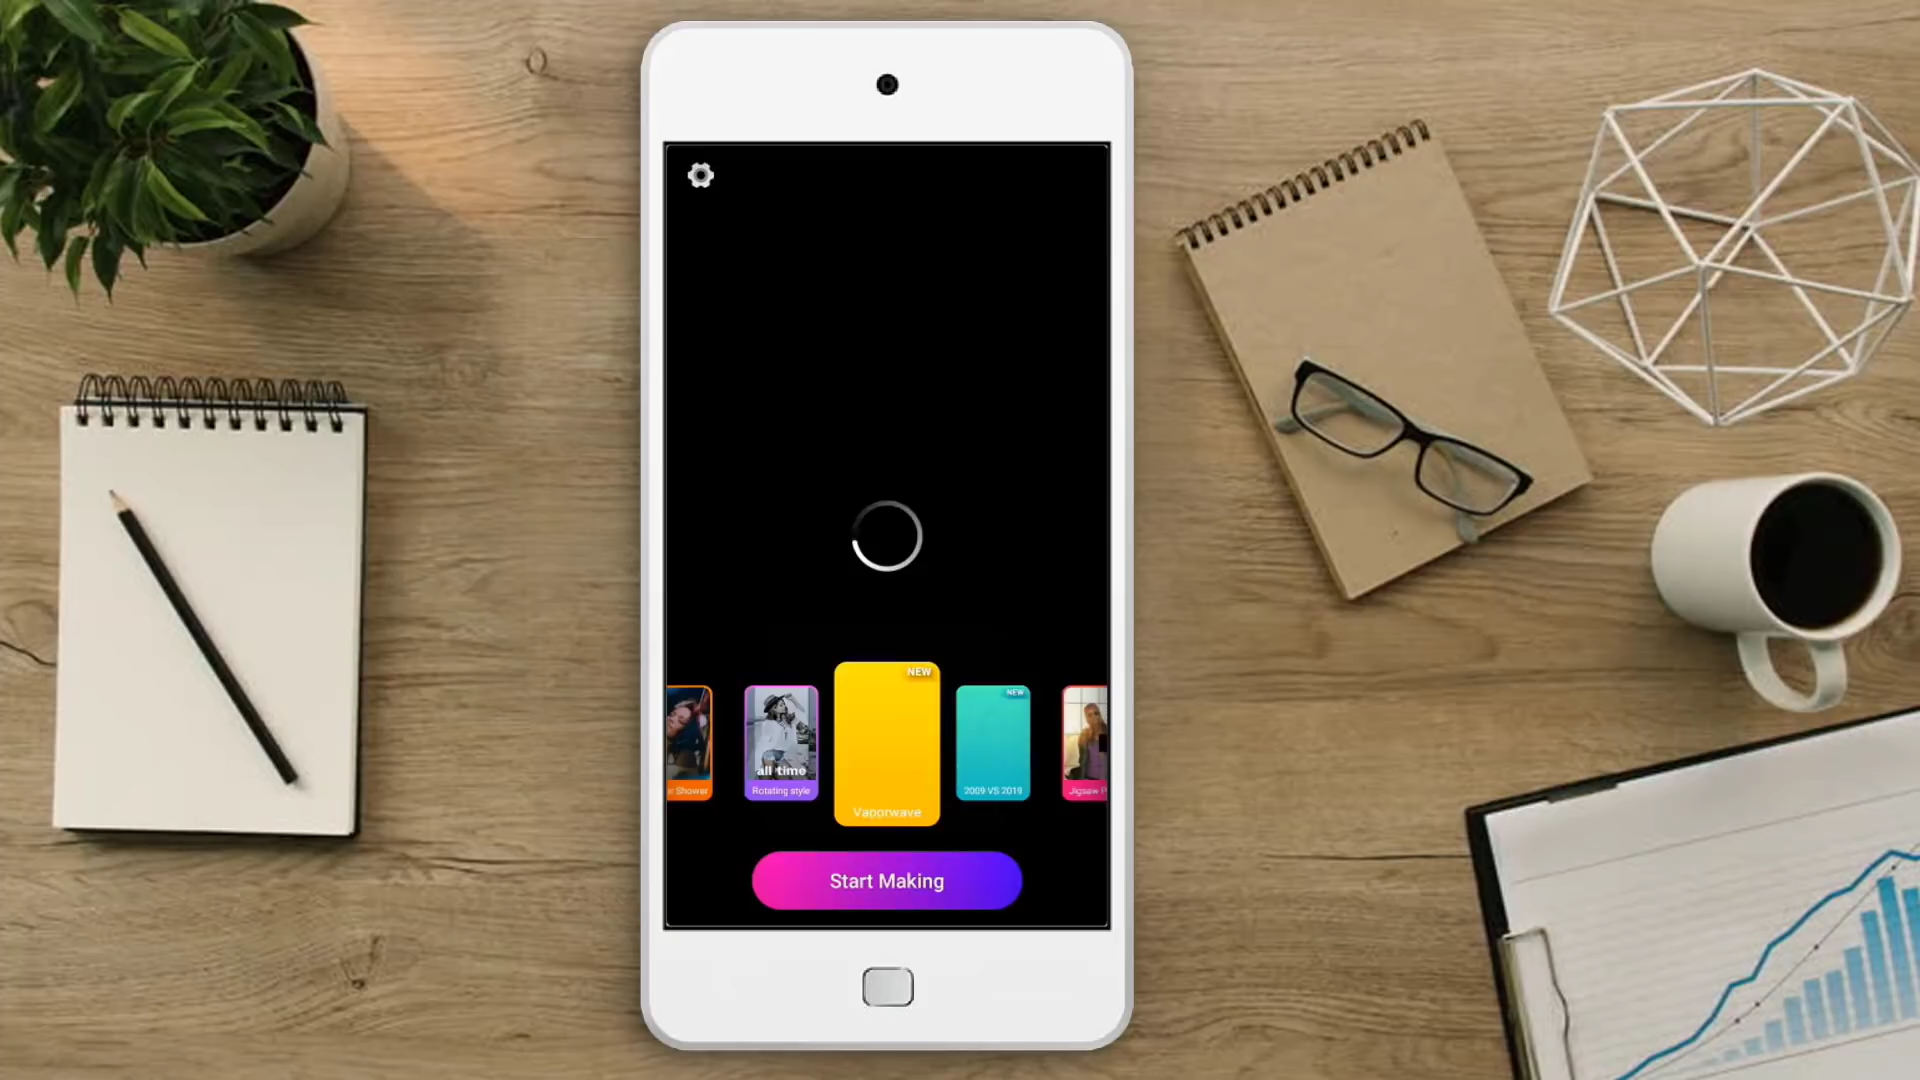 NEW
NEW
all time
r Shower
Rotating style
Vaporwave
2009 VS 2019
Jigsaw P
Start Making